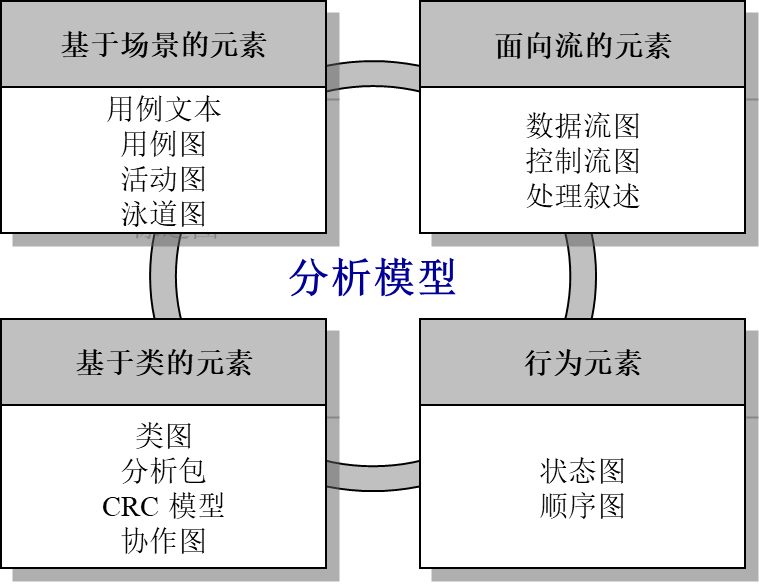 基于场景的元素
用例文本
用例图
活动图
泳道图
面向流的元素
数据流图
控制流图
处理叙述
分析模型
基于类的元素
类图
分析包
CRC 模型
协作图
行为元素
状态图
顺序图